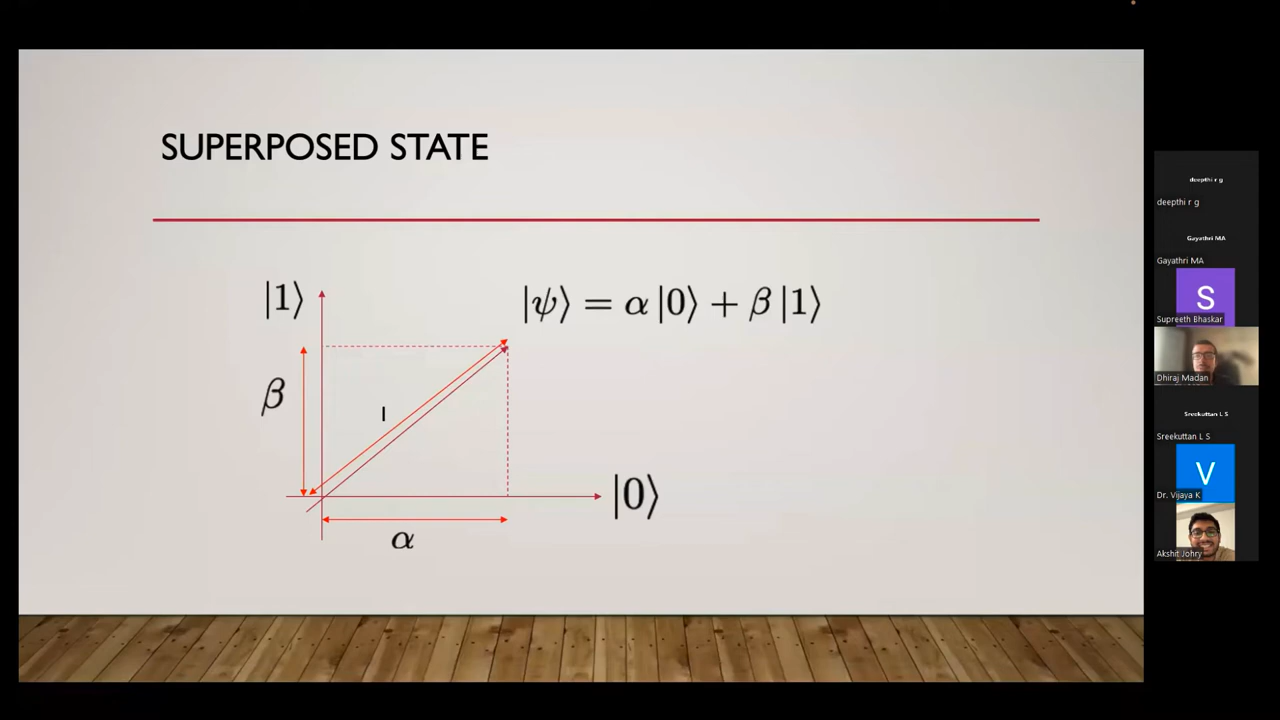 SUPERPOSED STATE
|1⟩
|ψ⟩ = α|0⟩ + β|1⟩
β
1
|0⟩
α
deepthi r g
deepthi r g
Gayathri MA
Gayathri MA
S
Supreeth Bhaskar
Dhiraj Madan
Sreekuttan L S
Sreekuttan L S
V
Dr. Vijaya K
Akshit Johry